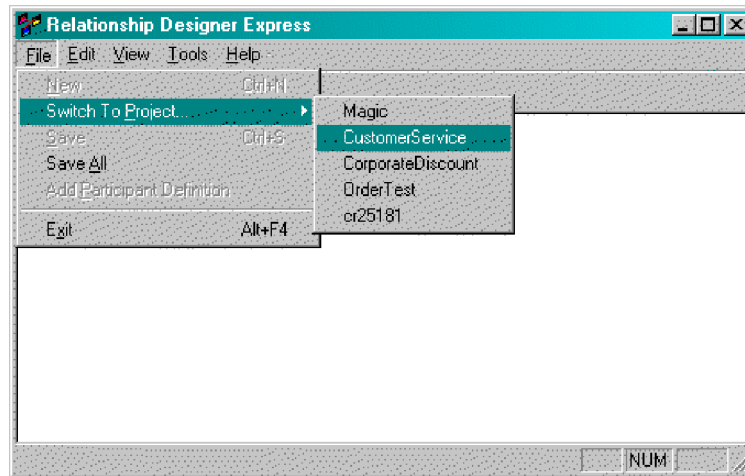 Relationship Designer Express
File Edit View Tools Help
New Ctrl+N
Switch To Project...
Save Ctrl+S
Save All
Add Participant Definition
Exit Alt+F4
Magic
CustomerService
CorporateDiscount
OrderTest
cr25181
NUM